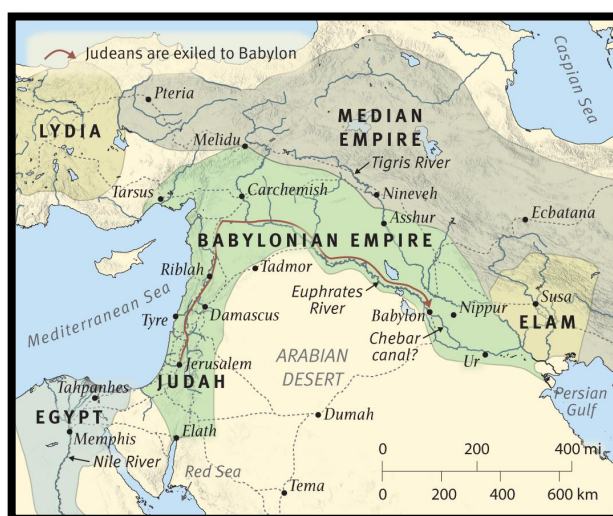 Judeans are exiled to Babylon
Caspian Sea
Pteria
LYDIA
MEDIAN
EMPIRE
Melidu
Tigris River
Tarsus
Carchemish
Nineveh
Asshur
Ecbatana
BABYLONIAN EMPIRE
Riblah
Tadmor
Mediterranean Sea
Euphrates
River
Susa
Tyre
Damascus
Babylon
Nippur
ELAM
Chebar
canal?
Jerusalem
JUDAH
ARABIAN
DESERT
Ur
Persian
Gulf
Tahpanhes
EGYPT
Memphis
Dumah
Elath
Nile River
Red Sea
Tema
0 200 400 mi
0 200 400 600 km